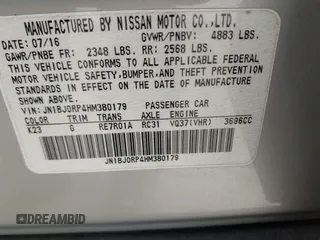 MANUFACTURED BY NISSAN MOTOR CO., LTD.
DATE: 07/16 GVWR/PNBV: 4883 LBS.
GAWR/PNBE FR: 2348 LBS. RR: 2568 LBS.
THIS VEHICLE CONFORMS TO ALL APPLICABLE FEDERAL
MOTOR VEHICLE SAFETY, BUMPER, AND THEFT PREVENTION
STANDARDS IN EFFECT ON THE DATE OF MANUFACTURE
SHOWN ABOVE.
VIN: JN1BJ0RP4HM380179 PASSENGER CAR
COLOR TRIM TRANS AXLE ENGINE
K23 G RE7R01A RC31 VQ37(VHR) 3696CC
JN1BJ0RP4HM380179
DREAMBID